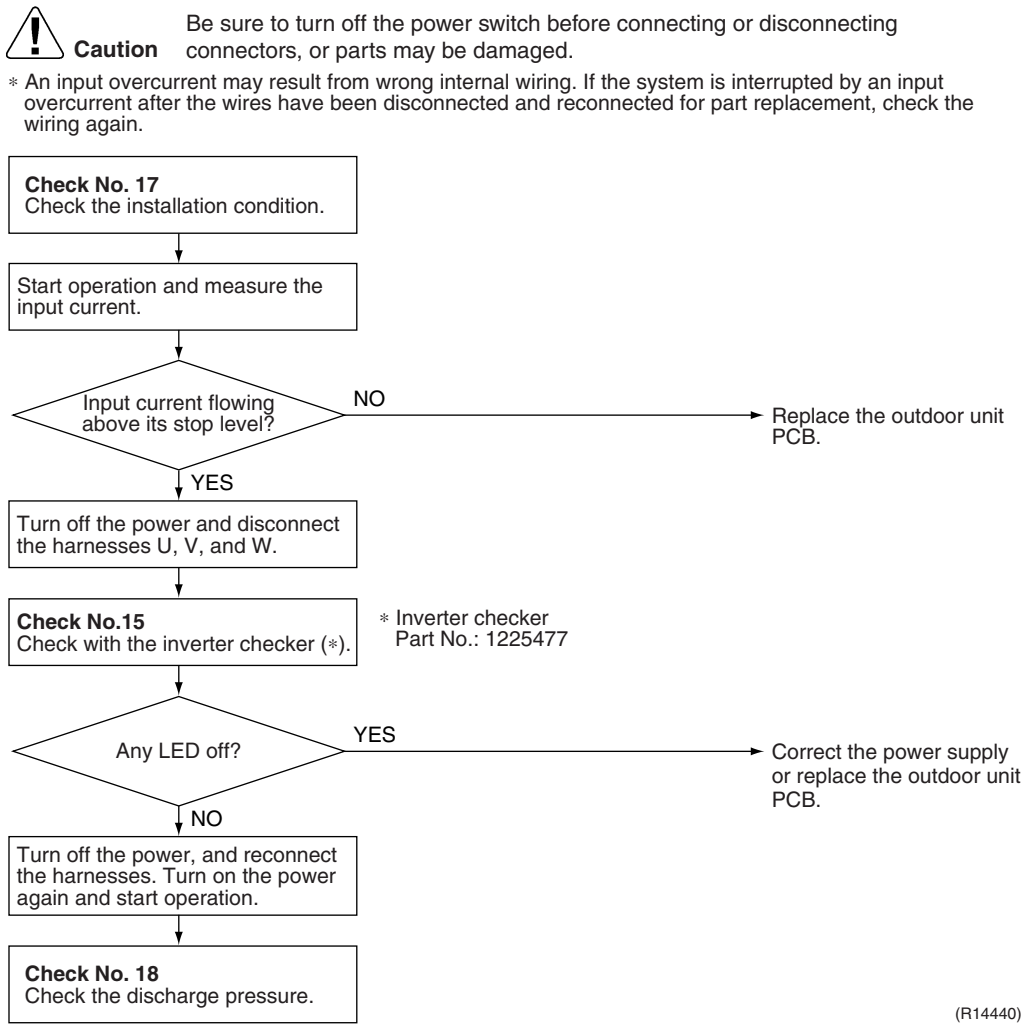 Caution
Be sure to turn off the power switch before connecting or disconnecting
connectors, or parts may be damaged.
∗ An input overcurrent may result from wrong internal wiring. If the system is interrupted by an input
overcurrent after the wires have been disconnected and reconnected for part replacement, check the
wiring again.
Check No. 17
Check the installation condition.
Start operation and measure the
input current.
Input current flowing
above its stop level?
NO
Replace the outdoor unit
PCB.
YES
Turn off the power and disconnect
the harnesses U, V, and W.
Check No.15
Check with the inverter checker (∗).
∗ Inverter checker
Part No.: 1225477
Any LED off?
YES
Correct the power supply
or replace the outdoor unit
PCB.
NO
Turn off the power, and reconnect
the harnesses. Turn on the power
again and start operation.
Check No. 18
Check the discharge pressure.
(R14440)